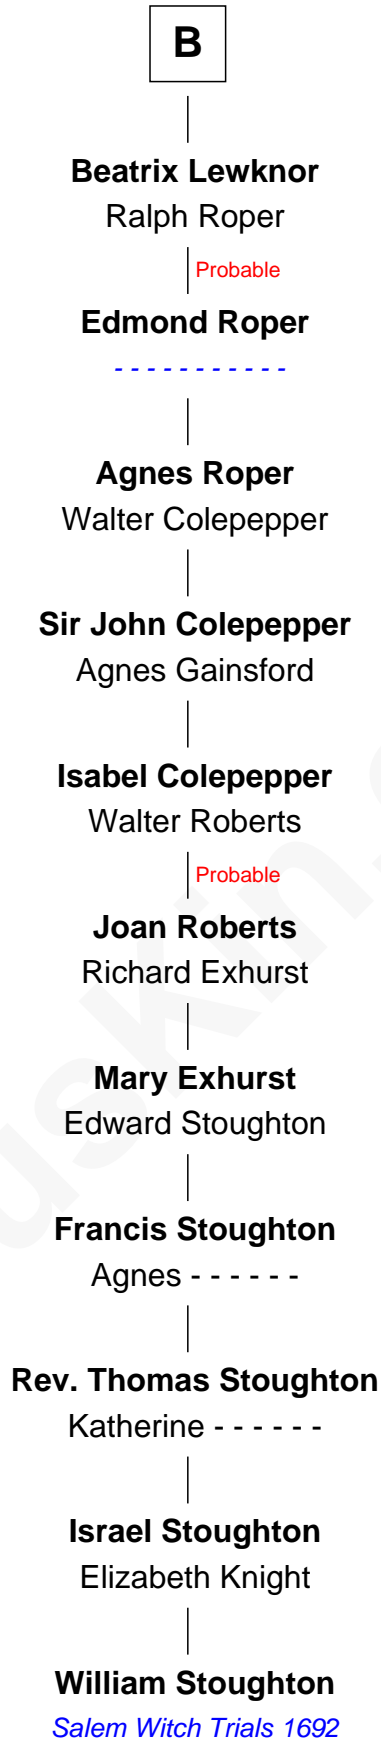 B
Beatrix Lewknor
Ralph Roper
Probable
Edmond Roper
- - - - - - - - - - -
Agnes Roper
Walter Colepepper
Sir John Colepepper
Agnes Gainsford
Isabel Colepepper
Walter Roberts
Probable
Joan Roberts
Richard Exhurst
Mary Exhurst
Edward Stoughton
Francis Stoughton
Agnes - - - - - -
Rev. Thomas Stoughton
Katherine - - - - - -
Israel Stoughton
Elizabeth Knight
William Stoughton
Salem Witch Trials 1692